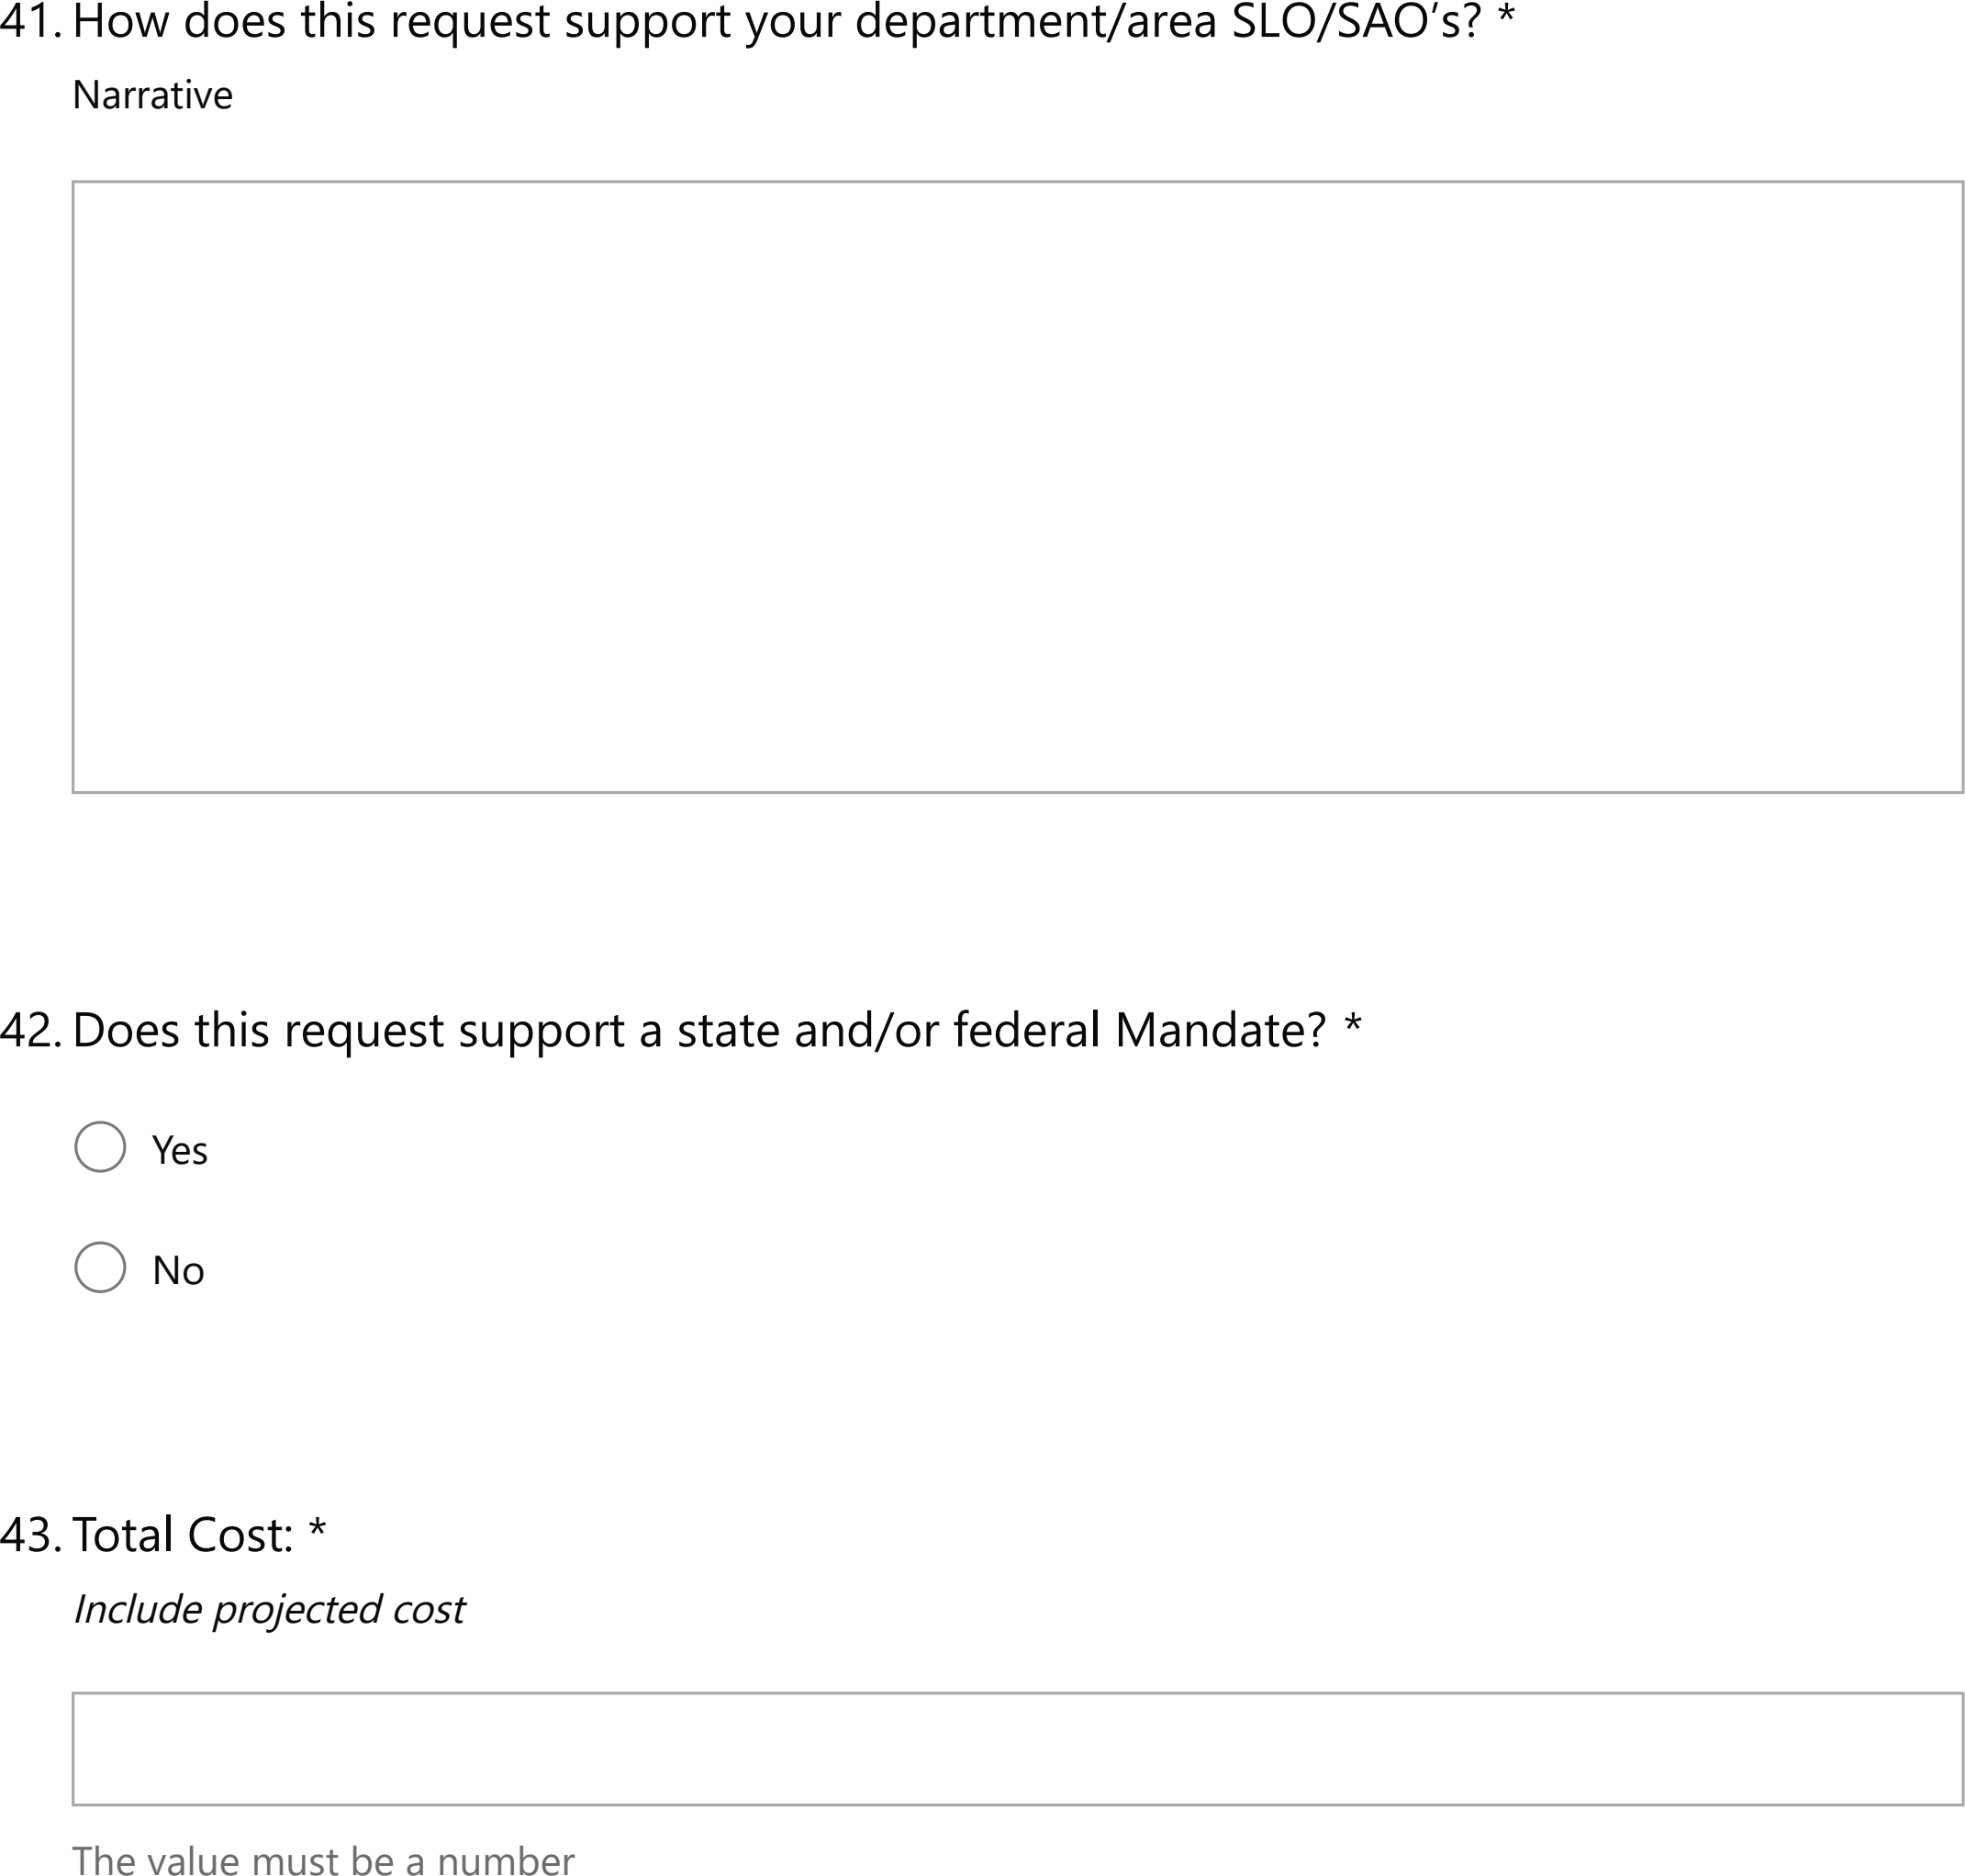 41. How does this request support your department/area SLO/SAO’s? *
Narrative
42. Does this request support a state and/or federal Mandate? *
Yes
No
43. Total Cost: *
Include projected cost
The value must be a number